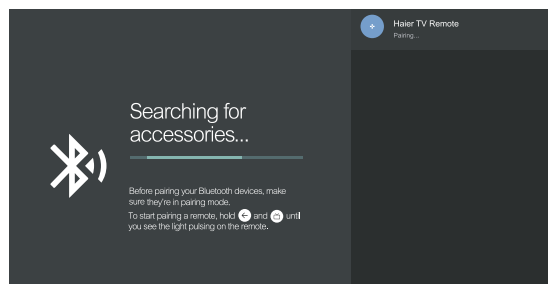 Searching for
accessories...
Before pairing your Bluetooth devices, make
sure they're in pairing mode.
To start pairing a remote, hold and until
you see the light pulsing on the remote.
Haier TV Remote
Pairing...